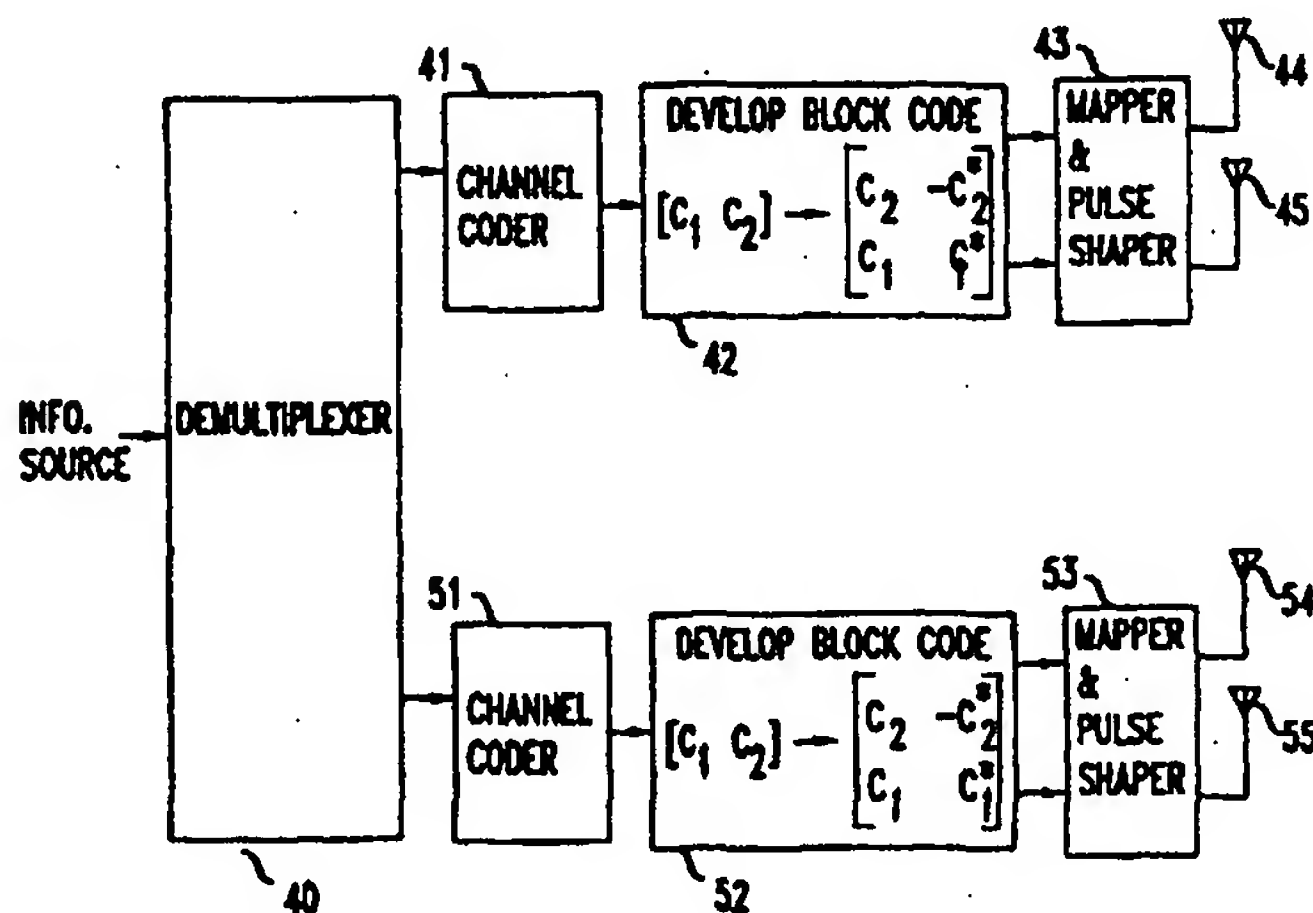 41
43
44
45
CHANNEL
CODER
DEVELOP BLOCK CODE
[C₁ C₂] → [C₂ -C₂*
C₁ C₁*]
42
MAPPER
&
PULSE
SHAPER
INFO.
SOURCE
DEMULTIPLEXER
40
51
53
54
55
CHANNEL
CODER
DEVELOP BLOCK CODE
[C₁ C₂] → [C₂ -C₂*
C₁ C₁*]
52
MAPPER
&
PULSE
SHAPER